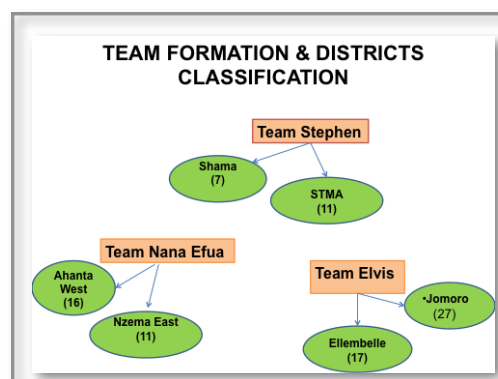 TEAM FORMATION & DISTRICTS
CLASSIFICATION
Team Stephen
Shama
(7)
STMA
(11)
Team Nana Efua
Ahanta
West
(16)
Nzema East
(11)
Team Elvis
•Jomoro
(27)
Ellembelle
(17)